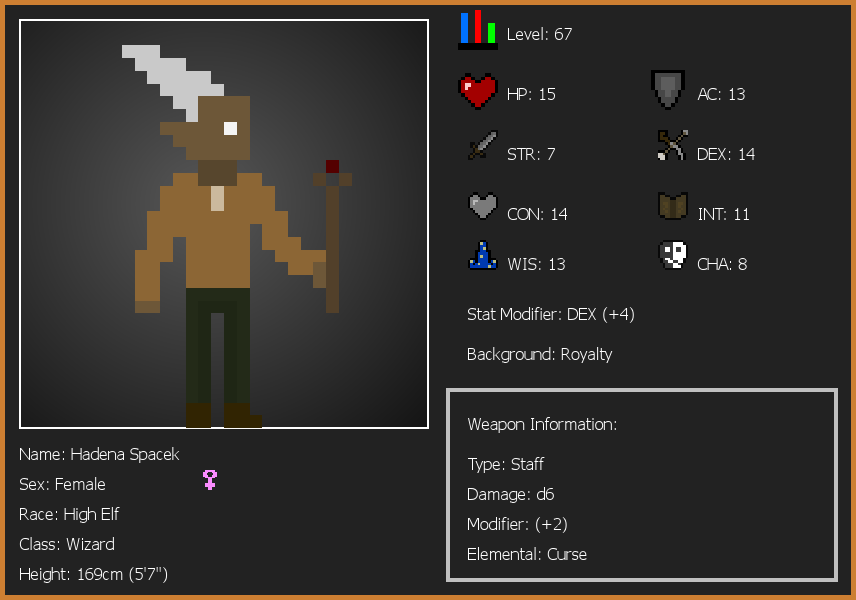 Level: 67
HP: 15
AC: 13
STR: 7
DEX: 14
CON: 14
INT: 11
WIS: 13
CHA: 8
Stat Modifier: DEX (+4)
Background: Royalty
Weapon Information:
Type: Staff
Damage: d6
Modifier: (+2)
Elemental: Curse
Name: Hadena Spacek
Sex: Female
Race: High Elf
Class: Wizard
Height: 169cm (5'7")